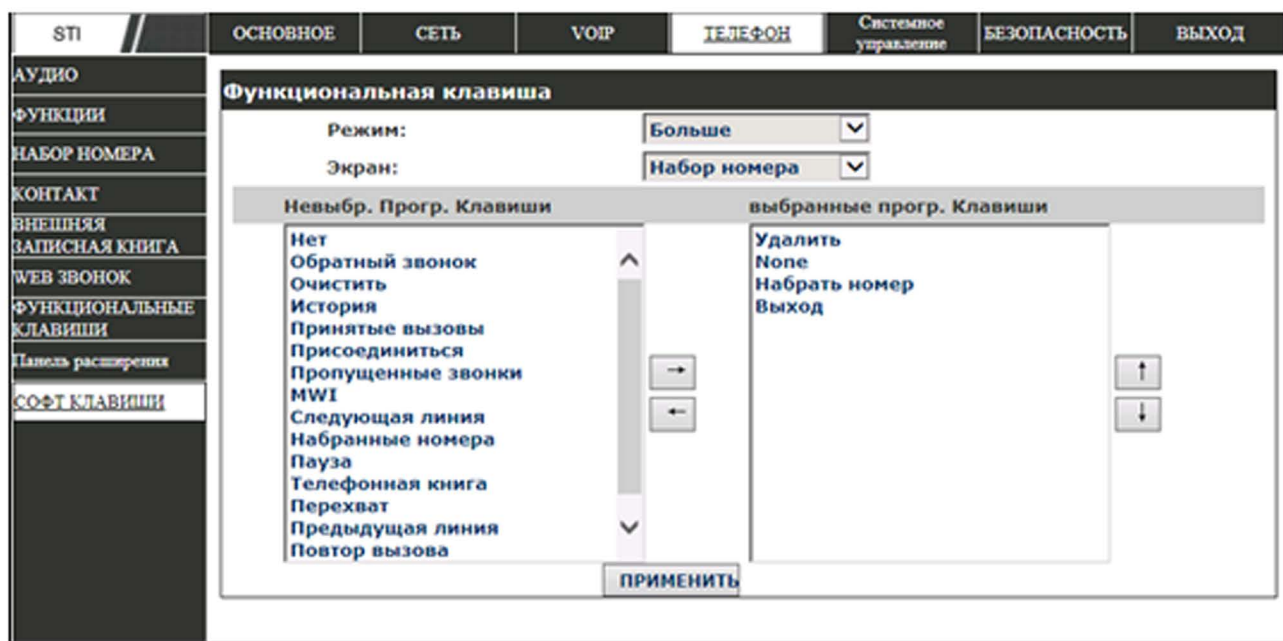 STI
ОСНОВНОЕ
СЕТЬ
VOIP
ТЕЛЕФОН
Системное
управление
БЕЗОПАСНОСТЬ
ВЫХОД
АУДИО
ФУНКЦИИ
НАБОР НОМЕРА
КОНТАКТ
ВНЕШНЯЯ
ЗАПИСНАЯ КНИГА
WEB ЗВОНОК
ФУНКЦИОНАЛЬНЫЕ
КЛАВИШИ
Панель расширения
СОФТ КЛАВИШИ
Функциональная клавиша
Режим:
Больше
Экран:
Набор номера
Невыбр. Прогр. Клавиши
выбранные прогр. Клавиши
Нет
Обратный звонок
Очистить
История
Принятые вызовы
Присоединиться
Пропущенные звонки
MWI
Следующая линия
Набранные номера
Пауза
Телефонная книга
Перехват
Предыдущая линия
Повтор вызова
Удалить
None
Набрать номер
Выход
→
←
↑
↓
ПРИМЕНИТЬ